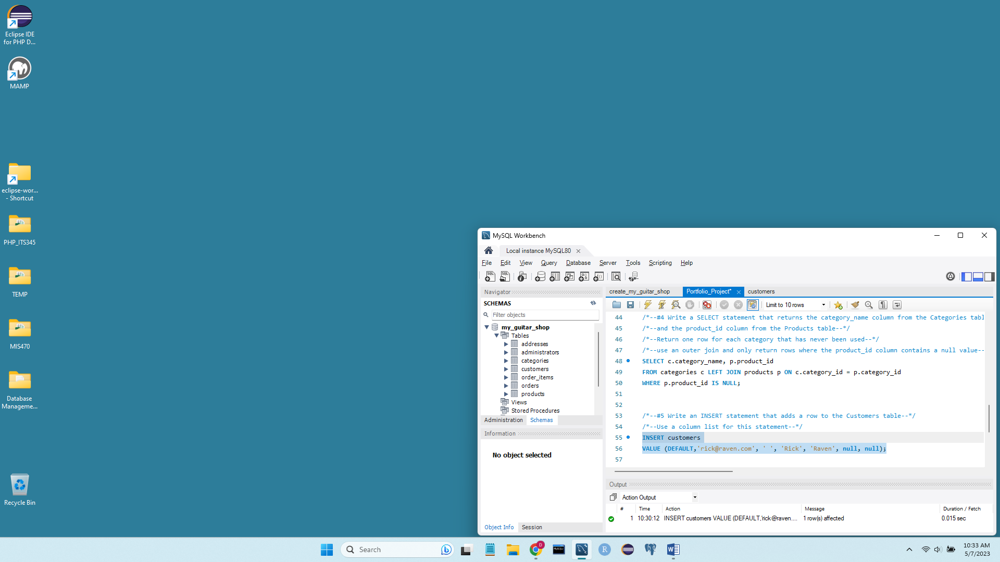 Eclipse IDE
for PHP D...
MAMP
eclipse-wor...
- Shortcut
PHP_ITS345
TEMP
MIS470
Database
Manageme...
Recycle Bin
MySQL Workbench
Local instance MySQL80
File Edit View Query Database Server Tools Scripting Help
Navigator
SCHEMAS
Filter objects
my_guitar_shop
Tables
addresses
administrators
categories
customers
order_items
orders
products
Views
Stored Procedures
Administration Schemas
Information
No object selected
Object Info Session
create_my_guitar_shop Portfolio_Project* customers
Limit to 10 rows
44 /*--#4 Write a SELECT statement that returns the category_name column from the Categories tabl
45 /*--and the product_id column from the Products table--*/
46 /*--Return one row for each category that has never been used--*/
47 /*--use an outer join and only return rows where the product_id column contains a null value--
48 SELECT c.category_name, p.product_id
49 FROM categories c LEFT JOIN products p ON c.category_id = p.category_id
50 WHERE p.product_id IS NULL;
51
52
53 /*--#5 Write an INSERT statement that adds a row to the Customers table--*/
54 /*--Use a column list for this statement--*/
55 INSERT customers
56 VALUE (DEFAULT,'rick@raven.com', ' ', 'Rick', 'Raven', null, null);
57
Output
Action Output
# Time Action Message Duration / Fetch
1 10:30:12 INSERT customers VALUE (DEFAULT,'rick@raven.... 1 row(s) affected 0.015 sec
Search
10:33 AM
5/7/2023